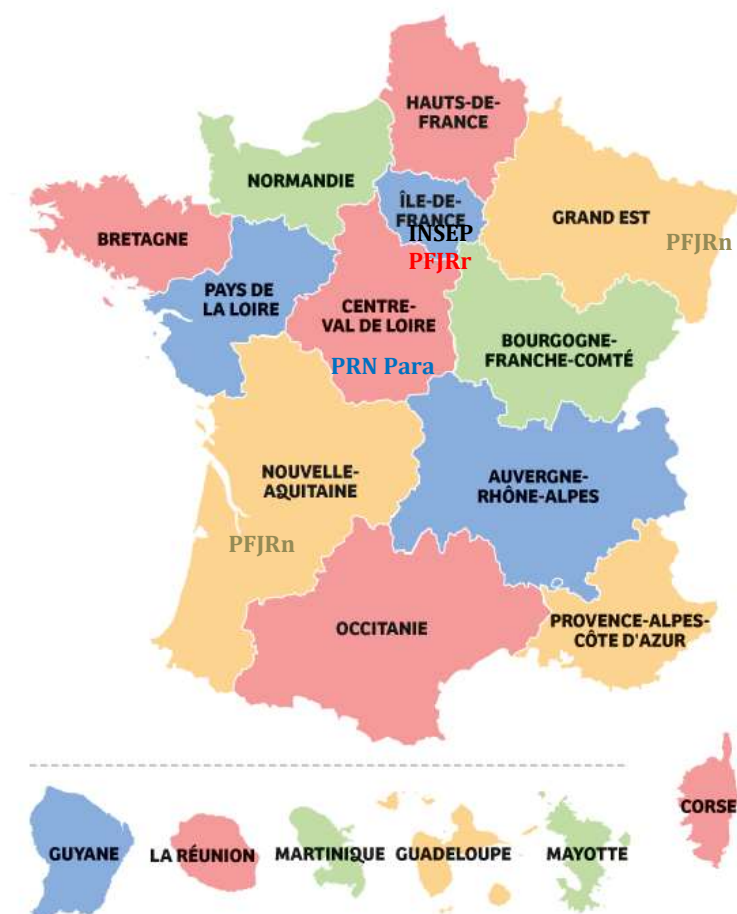 HAUTS-DE-
FRANCE
NORMANDIE
ÎLE-DE-
FRANCE
INSEP
PFJRr
GRAND EST
PFJRn
BRETAGNE
PAYS DE
LA LOIRE
CENTRE-
VAL DE LOIRE
PRN Para
BOURGOGNE-
FRANCHE-COMTÉ
NOUVELLE-
AQUITAINE
PFJRn
AUVERGNE-
RHÔNE-ALPES
OCCITANIE
PROVENCE-ALPES-
CÔTE D'AZUR
CORSE
GUYANE
LA RÉUNION
MARTINIQUE
GUADELOUPE
MAYOTTE